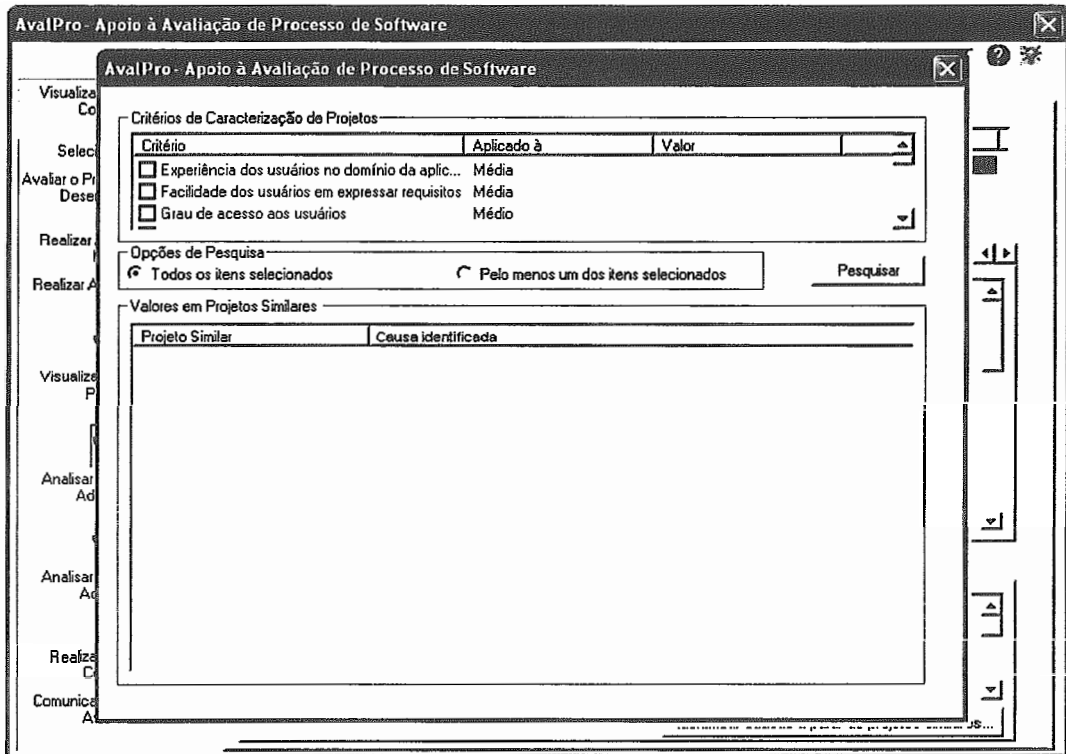 AvalPro - Apoio à Avaliação de Processo de Software
AvalPro - Apoio à Avaliação de Processo de Software
Visualiza
Co
Seleci
Avaliar o Pr
Deser
Realizar
Realizar A
Visualiza
P
Analisar
Ad
Analisar
Ad
Realiza
Co
Comunica
A
Critérios de Caracterização de Projetos
Critério Aplicado à Valor
Experiência dos usuários no domínio da aplic... Média
Facilidade dos usuários em expressar requisitos Média
Grau de acesso aos usuários Médio
Opções de Pesquisa
Todos os itens selecionados Pelo menos um dos itens selecionados Pesquisar
Valores em Projetos Similares
Projeto Similar Causa identificada